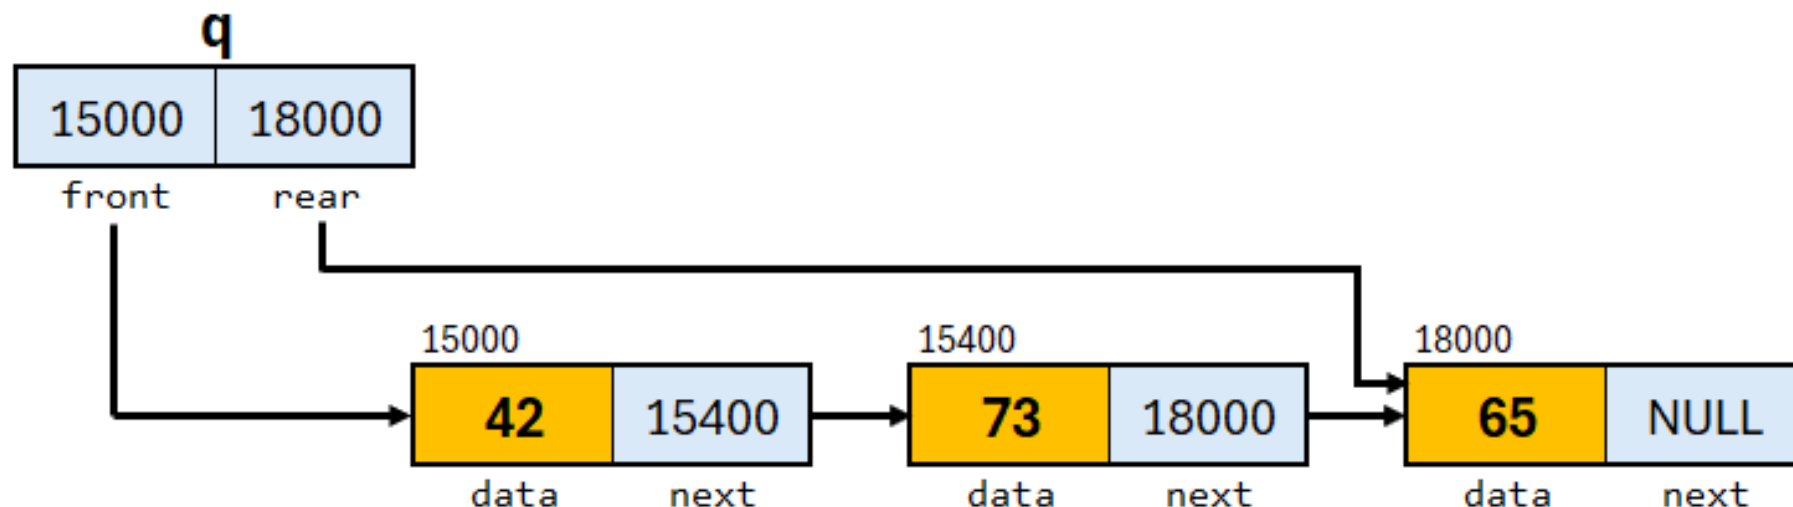 q
15000 18000
front rear
15000 15400 18000
42 15400 73 18000 65 NULL
data next data next data next